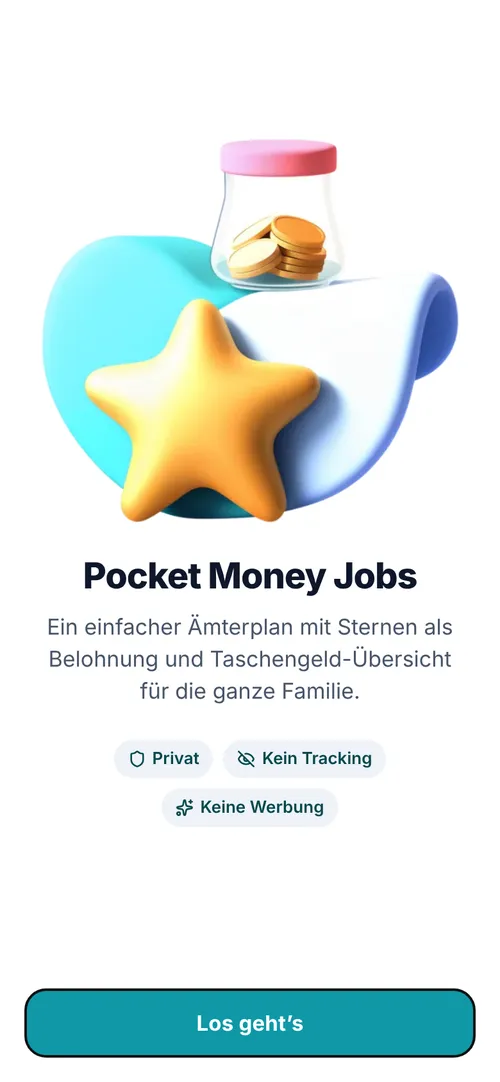 Pocket Money Jobs
Ein einfacher Ämterplan mit Sternen als
Belohnung und Taschengeld-Übersicht
für die ganze Familie.
Privat
Kein Tracking
Keine Werbung
Los geht’s